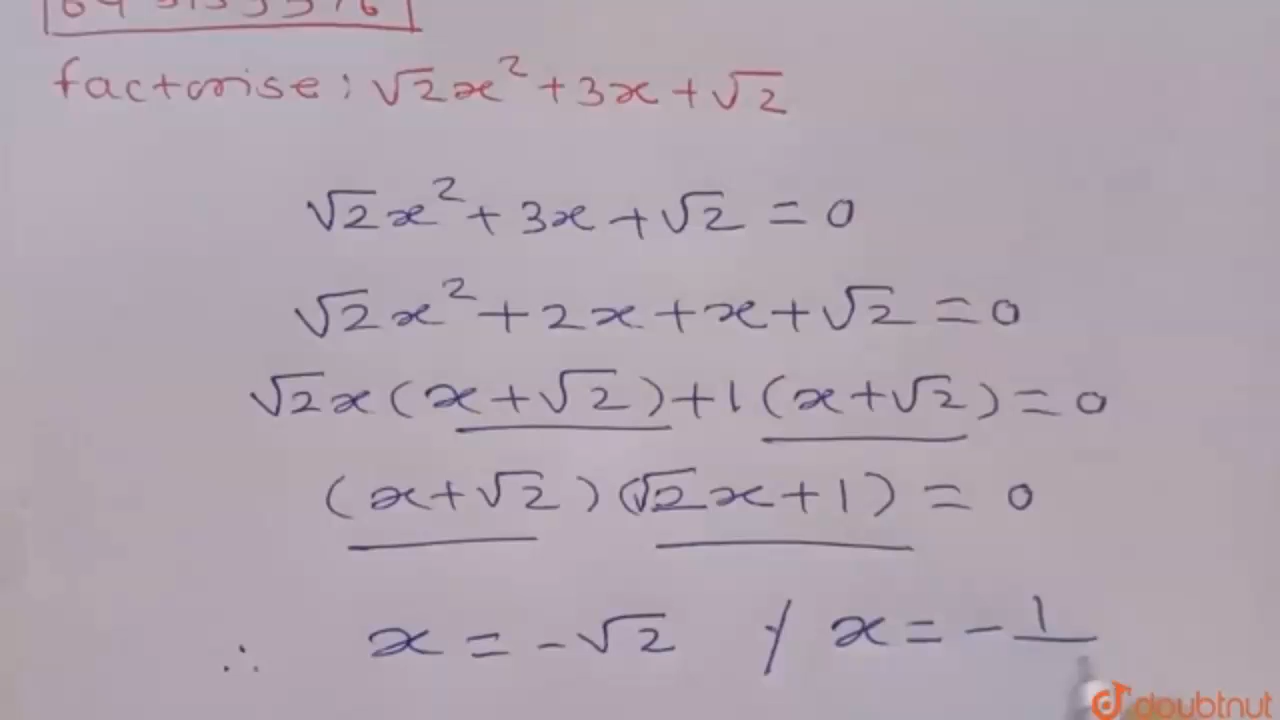 factorise: √2x² + 3x + √2
√2x² + 3x + √2 = 0
√2x² + 2x + x + √2 = 0
√2x(x + √2) + 1(x + √2) = 0
(x + √2)(√2x + 1) = 0
∴ x = -√2 / x = - 1
doubtnut